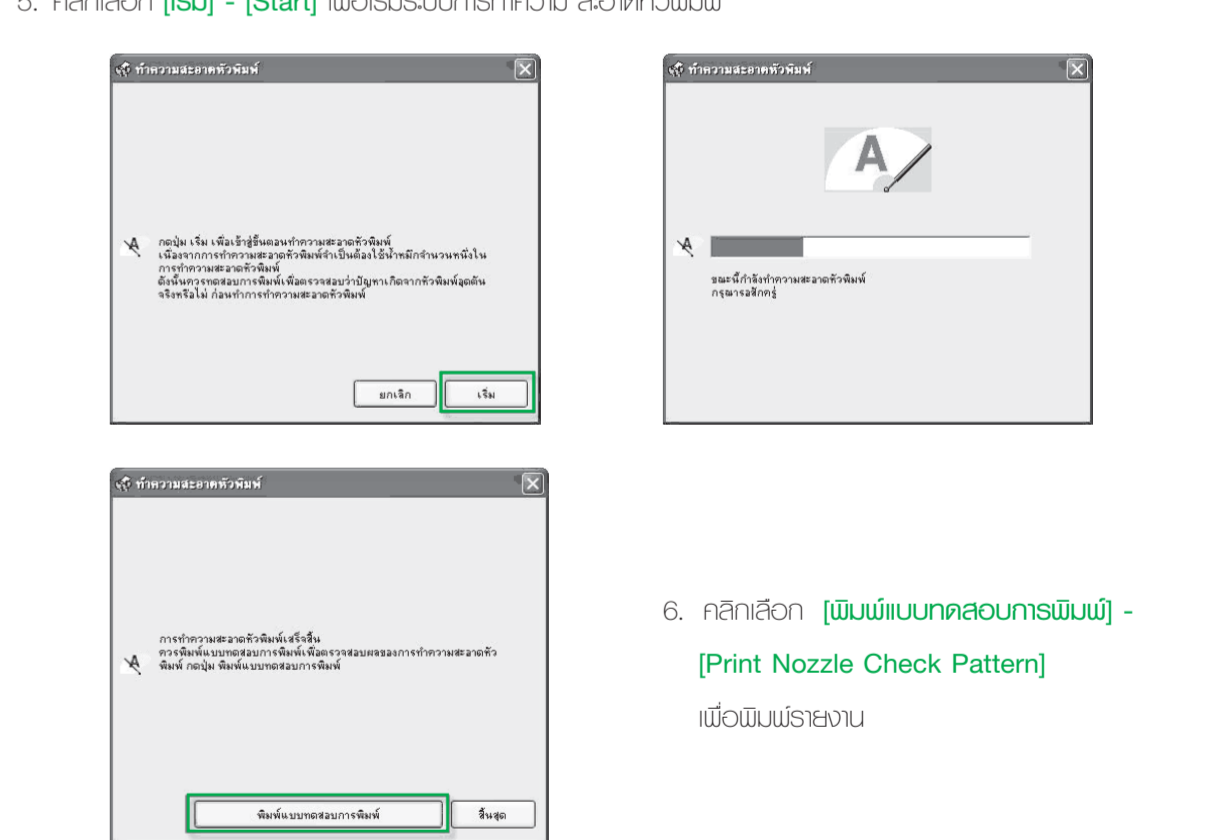 5. คลิกเลือก [เริ่ม] - [Start] เพื่อเริ่มระบบการทำความ สะอาดหัวพิมพ์
ทำความสะอาดหัวพิมพ์
กดปุ่ม เริ่ม เพื่อเข้าสู่ขั้นตอนทำความสะอาดหัวพิมพ์
เนื่องจากการทำความสะอาดหัวพิมพ์จำเป็นต้องใช้น้ำหมึกจำนวนหนึ่งใน
การทำความสะอาดหัวพิมพ์
ดังนั้นควรทดสอบการพิมพ์เพื่อตรวจสอบว่าปัญหาเกิดจากหัวพิมพ์อุดตัน
จริงหรือไม่ ก่อนทำการทำความสะอาดหัวพิมพ์
ยกเลิก
เริ่ม
ทำความสะอาดหัวพิมพ์
A
ขณะนี้กำลังทำความสะอาดหัวพิมพ์
กรุณารอสักครู่
ทำความสะอาดหัวพิมพ์
การทำความสะอาดหัวพิมพ์เสร็จสิ้น
ควรพิมพ์แบบทดสอบการพิมพ์เพื่อตรวจสอบผลของการทำความสะอาดหัว
พิมพ์ กดปุ่ม พิมพ์แบบทดสอบการพิมพ์
พิมพ์แบบทดสอบการพิมพ์
สิ้นสุด
6. คลิกเลือก [พิมพ์แบบทดสอบการพิมพ์] -
[Print Nozzle Check Pattern]
เพื่อพิมพ์รายงาน